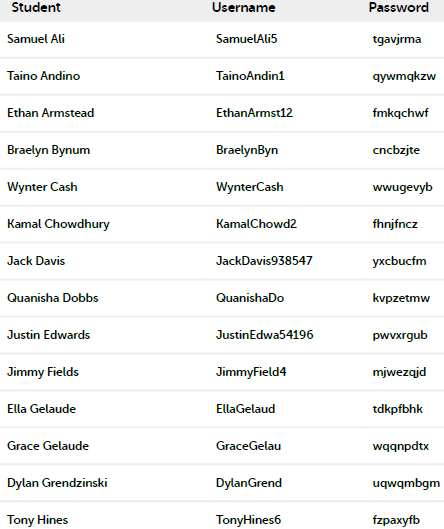 Student Username Password
Samuel Ali SamuelAli5 tgavjrma
Taino Andino TainoAndin1 qywmqkzw
Ethan Armstead EthanArmst12 fmkqchwf
Braelyn Bynum BraelynByn cncbzjte
Wynter Cash WynterCash wwugevyb
Kamal Chowdhury KamalChowd2 fhnjfncz
Jack Davis JackDavis938547 yxcbucfm
Quanisha Dobbs QuanishaDo kvpzetmw
Justin Edwards JustinEdwa54196 pwvxrgub
Jimmy Fields JimmyField4 mjwezqjd
Ella Gelaude EllaGelaud tdkpfbhk
Grace Gelaude GraceGelau wqqnpdtx
Dylan Grendzinski DylanGrend uqwqmbgm
Tony Hines TonyHines6 fzpaxyfb